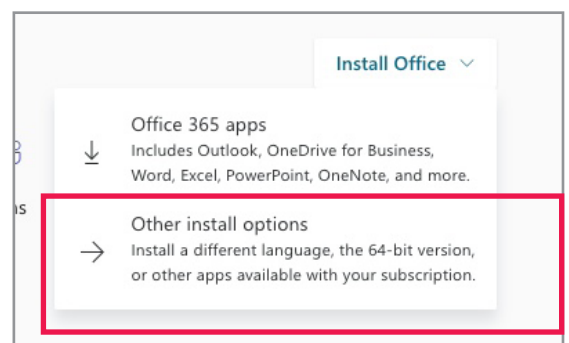 Install Office
Office 365 apps
Includes Outlook, OneDrive for Business,
Word, Excel, PowerPoint, OneNote, and more.
Other install options
Install a different language, the 64-bit version,
or other apps available with your subscription.